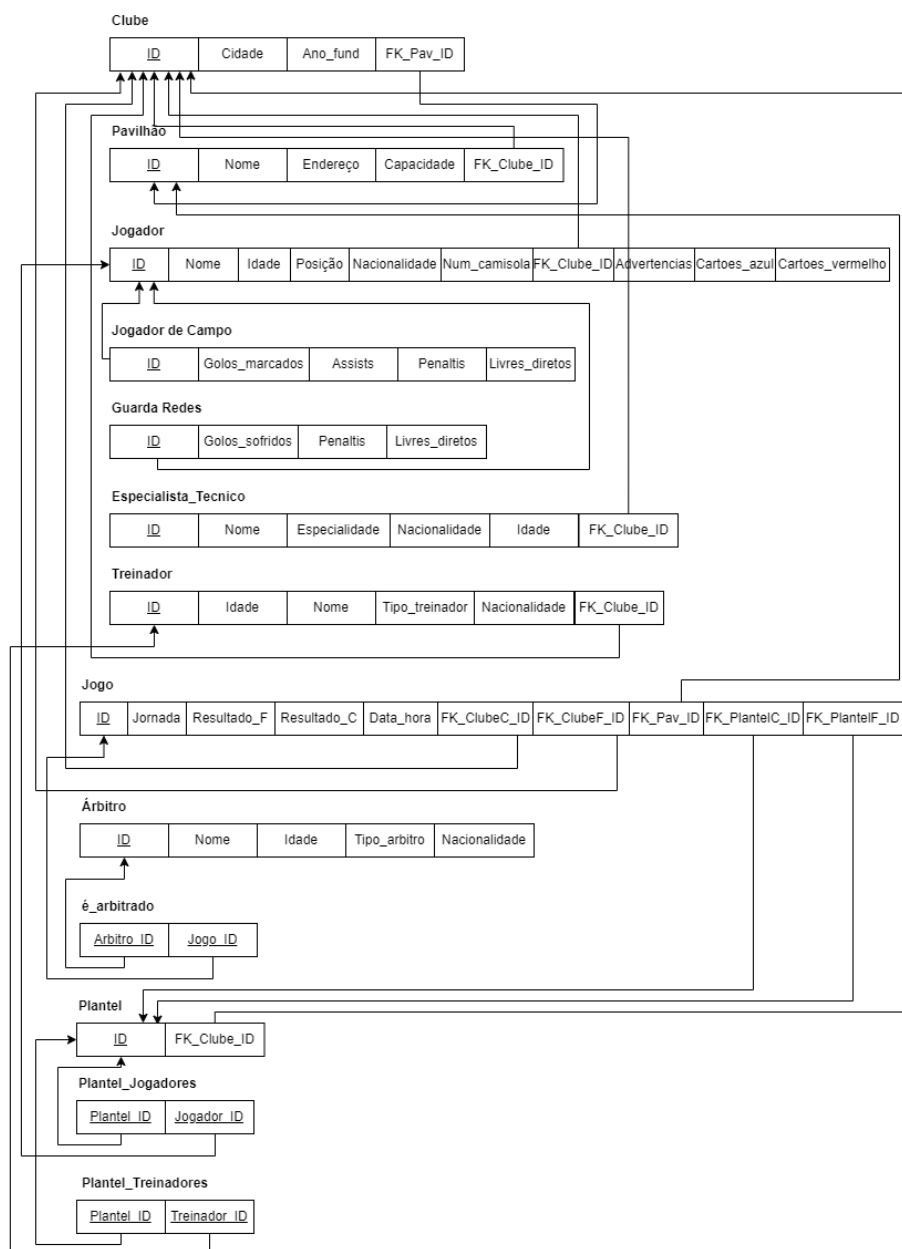 Clube
ID Cidade Ano_fund FK_Pav_ID
Pavilhão
ID Nome Endereço Capacidade FK_Clube_ID
Jogador
ID Nome Idade Posição Nacionalidade Num_camisola FK_Clube_ID Advertencias Cartoes_azul Cartoes_vermelho
Jogador de Campo
ID Golos_marcados Assists Penaltis Livres_diretos
Guarda Redes
ID Golos_sofridos Penaltis Livres_diretos
Especialista_Tecnico
ID Nome Especialidade Nacionalidade Idade FK_Clube_ID
Treinador
ID Idade Nome Tipo_treinador Nacionalidade FK_Clube_ID
Jogo
ID Jornada Resultado_F Resultado_C Data_hora FK_ClubeC_ID FK_ClubeF_ID FK_Pav_ID FK_PlantelC_ID FK_PlantelF_ID
Árbitro
ID Nome Idade Tipo_arbitro Nacionalidade
é_arbitrado
Arbitro_ID Jogo_ID
Plantel
ID FK_Clube_ID
Plantel_Jogadores
Plantel_ID Jogador_ID
Plantel_Treinadores
Plantel_ID Treinador_ID